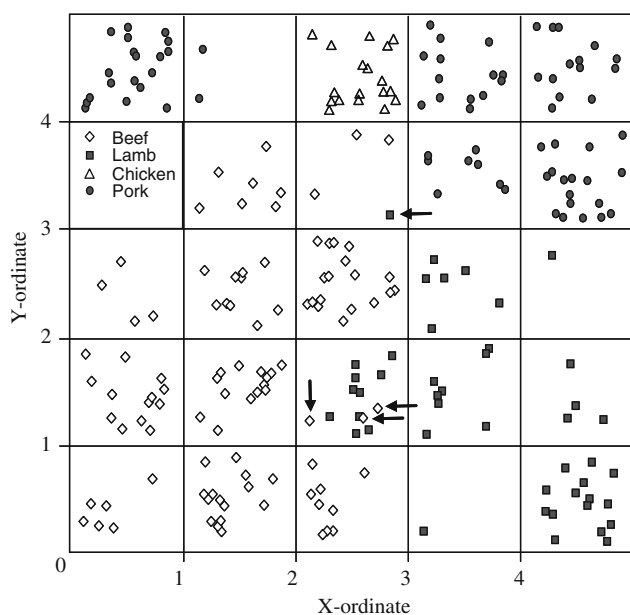 4
Beef
Lamb
Chicken
Pork
3
Y-ordinate
2
1
0
1
2
3
4
X-ordinate